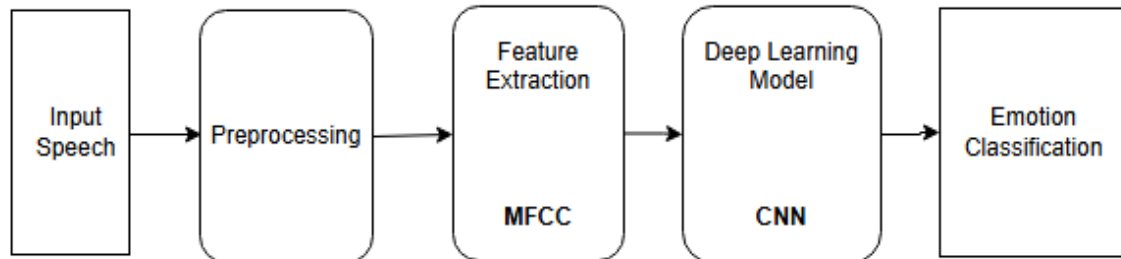 Input
Speech
Preprocessing
Feature
Extraction
MFCC
Deep Learning
Model
CNN
Emotion
Classification